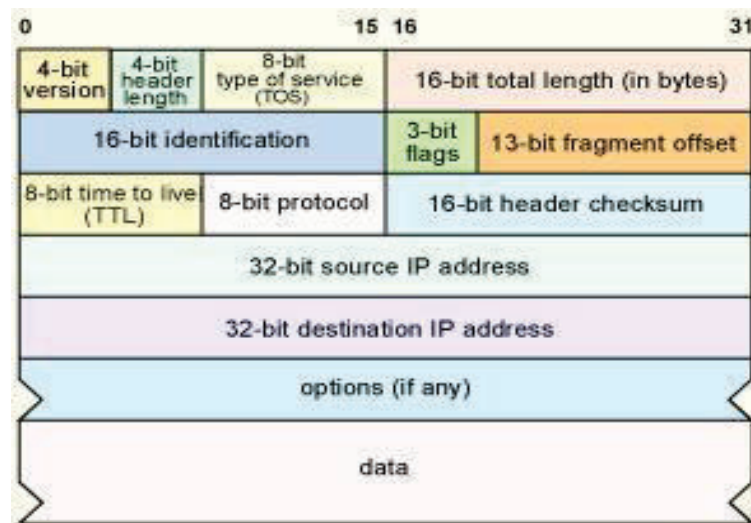 0 15 16 31
4-bit
version
4-bit
header
length
8-bit
type of service
(TOS)
16-bit total length (in bytes)
16-bit identification
3-bit
flags
13-bit fragment offset
8-bit time to live
(TTL)
8-bit protocol
16-bit header checksum
32-bit source IP address
32-bit destination IP address
options (if any)
data